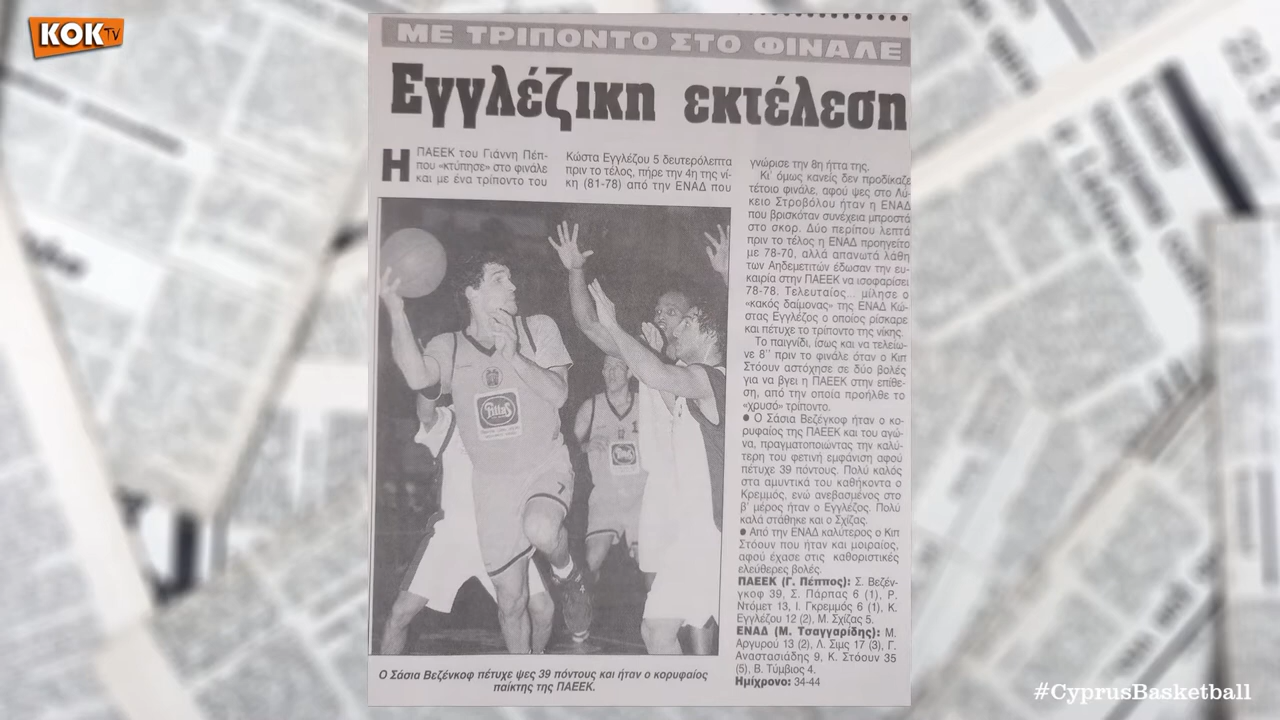 KOK TV
ΜΕ ΤΡΙΠΟΝΤΟ ΣΤΟ ΦΙΝΑΛΕ
Εγγλέζικη εκτέλεση
Η ΠΑΕΕΚ του Γιάννη Πέπ-
που «κτύπησε» στο φινάλε
και με ένα τρίποντο του
Κώστα Εγγλέζου 5 δευτερόλεπτα
πριν το τέλος, πήρε την 4η της νί-
κη (81-78) από την ΕΝΑΔ που
γνώρισε την 8η ήττα της.
Κι' όμως κανείς δεν προδίκαζε
τέτοιο φινάλε, αφού ψες στο Λύ-
κειο Στροβόλου ήταν η ΕΝΑΔ
που βρισκόταν συνέχεια μπροστά
στο σκορ. Δύο περίπου λεπτά
πριν το τέλος η ΕΝΑΔ προηγείτο
με 78-70, αλλά απανωτά λάθη
των Αηδεμετιτών έδωσαν την ευ-
καιρία στην ΠΑΕΕΚ να ισοφαρίσει
78-78. Τελευταίος... μίλησε ο
«κακός δαίμονας» της ΕΝΑΔ Κώ-
στας Εγγλέζος ο οποίος ρίσκαρε
και πέτυχε το τρίποντο της νίκης.
Το παιγνίδι, ίσως και να τελείω-
νε 8'' πριν το φινάλε όταν ο Κιπ
Στόουν αστόχησε σε δύο βολές
για να βγει η ΠΑΕΕΚ στην επίθε-
ση, από την οποία προήλθε το
«χρυσό» τρίποντο.
● Ο Σάσια Βεζένγκοφ ήταν ο κο-
ρυφαίος της ΠΑΕΕΚ και του αγώ-
να, πραγματοποιώντας την καλύ-
τερη του φετινή εμφάνιση αφού
πέτυχε 39 πόντους. Πολύ καλός
στα αμυντικά του καθήκοντα ο
Κρεμμός, ενώ ανεβασμένος στο
β' μέρος ήταν ο Εγγλέζος. Πολύ
καλά στάθηκε και ο Σχίζας.
● Από την ΕΝΑΔ καλύτερος ο Κιπ
Στόουν που ήταν και μοιραίος,
αφού έχασε στις καθοριστικές
ελεύθερες βολές.
ΠΑΕΕΚ (Γ. Πέππος): Σ. Βεζέν-
γκοφ 39, Σ. Πάρπας 6 (1), Ρ.
Ντόμετ 13, Ι. Γκρεμμός 6 (1), Κ.
Εγγλέζου 12 (2), Μ. Σχίζας 5.
ΕΝΑΔ (Μ. Τσαγγαρίδης): Μ.
Αργυρού 13 (2), Λ. Σιμς 17 (3), Γ.
Αναστασιάδης 9, Κ. Στόουν 35
(5), Β. Τύμβιος 4.
Ημίχρονο: 34-44
Pittas
7
1
4
Ο Σάσια Βεζένκοφ πέτυχε ψες 39 πόντους και ήταν ο κορυφαίος
παίκτης της ΠΑΕΕΚ.
#CyprusBasketball